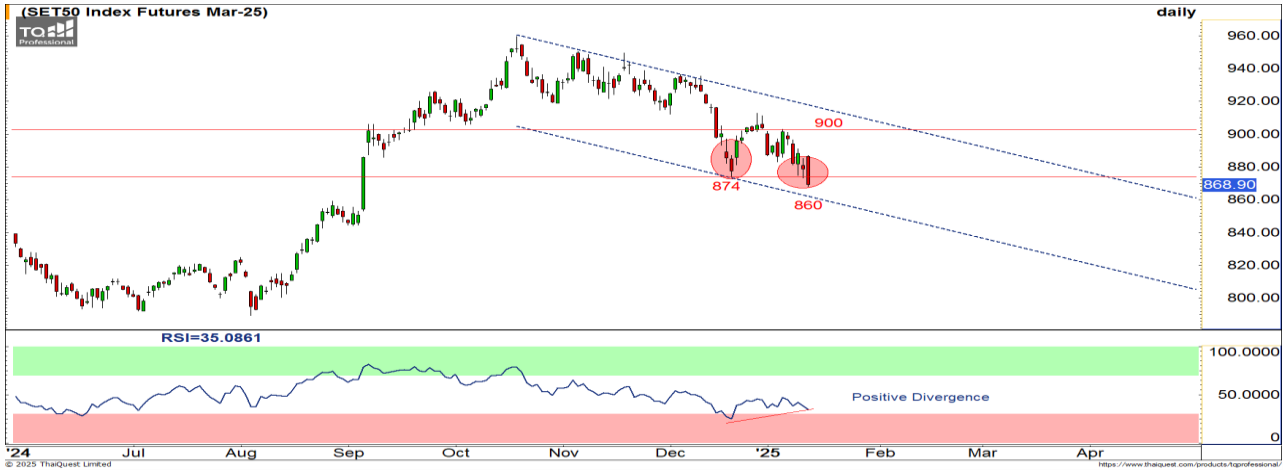 (SET50 Index Futures Mar-25)
daily
TQ
Professional
960.00
940.00
920.00
900.00
880.00
868.90
860.00
840.00
820.00
800.00
900
874
860
RSI=35.0861
100.0000
50.0000
0
Positive Divergence
'24 Jul Aug Sep Oct Nov Dec '25 Feb Mar Apr
© 2025 ThaiQuest Limited
https://www.thaiquest.com/products/tqprofessional/